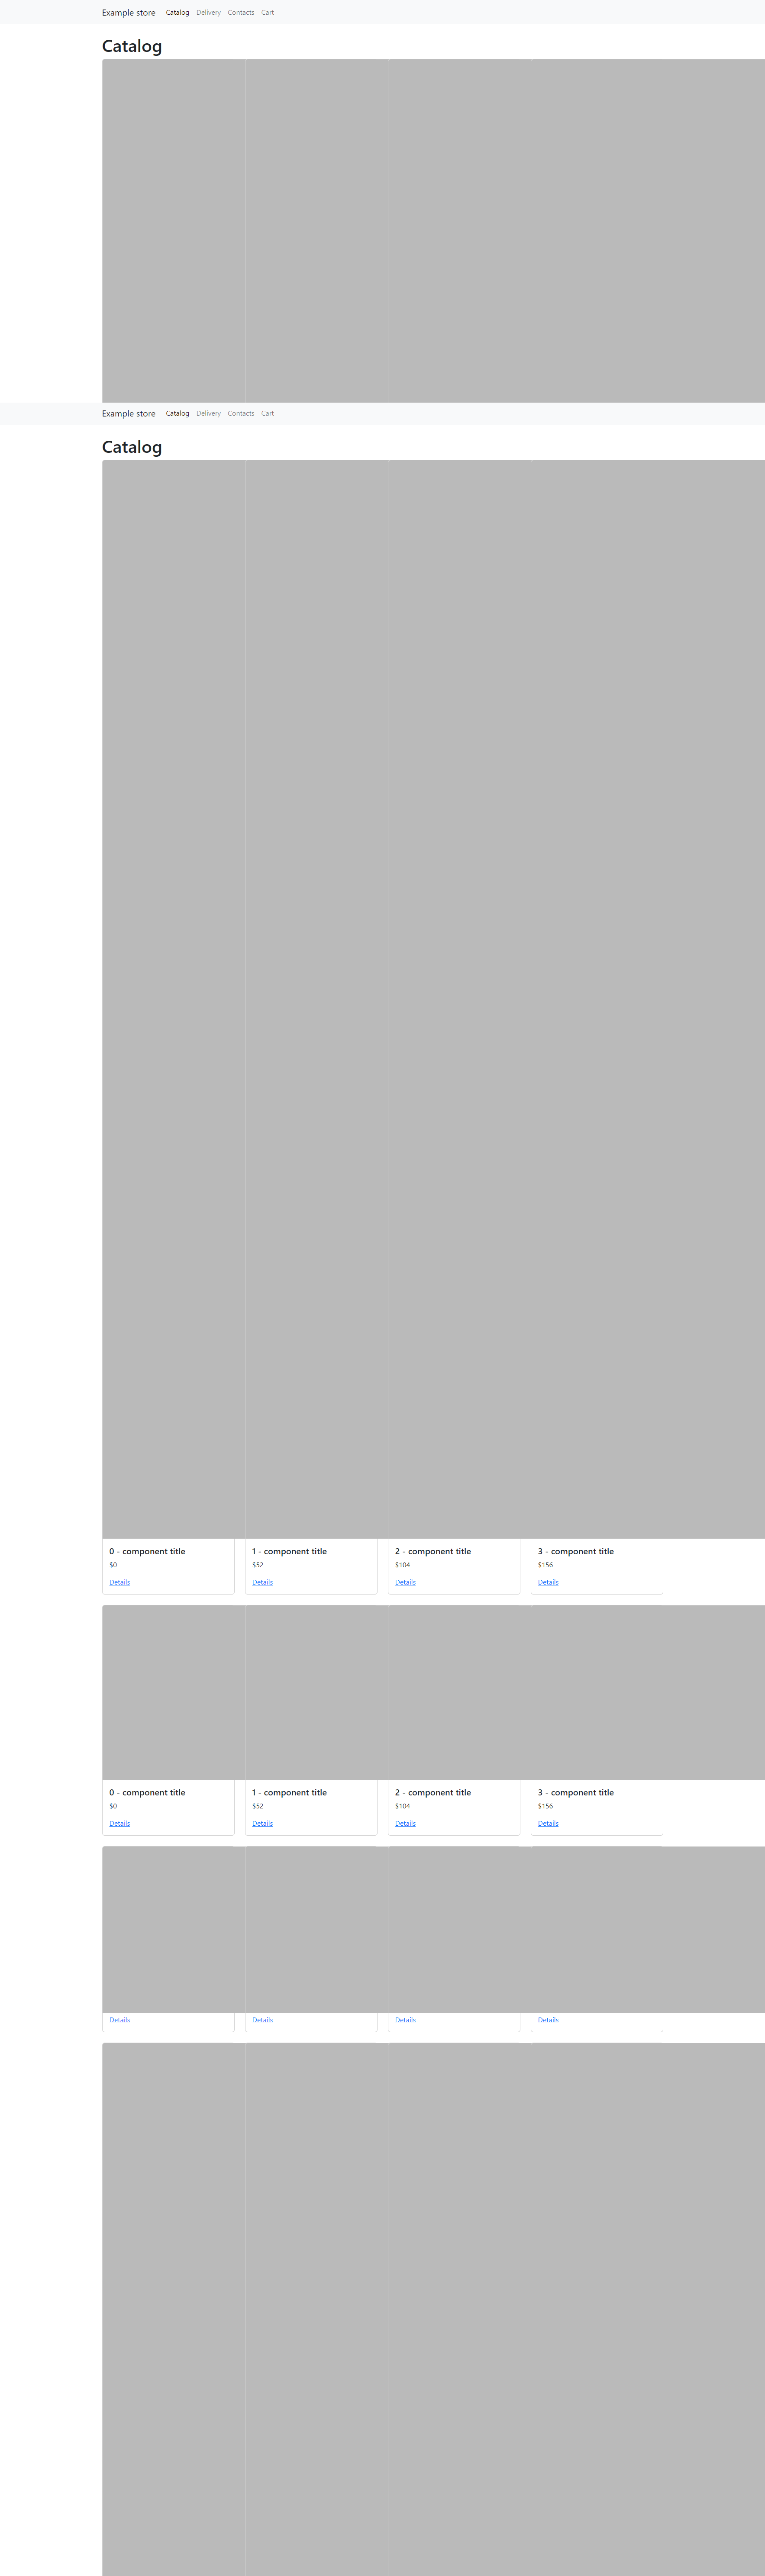 Example store Catalog Delivery Contacts Cart
Catalog
Example store Catalog Delivery Contacts Cart
Catalog
0 - component title 1 - component title 2 - component title 3 - component title
$0 $52 $104 $156
Details Details Details Details
0 - component title 1 - component title 2 - component title 3 - component title
$0 $52 $104 $156
Details Details Details Details
Details Details Details Details